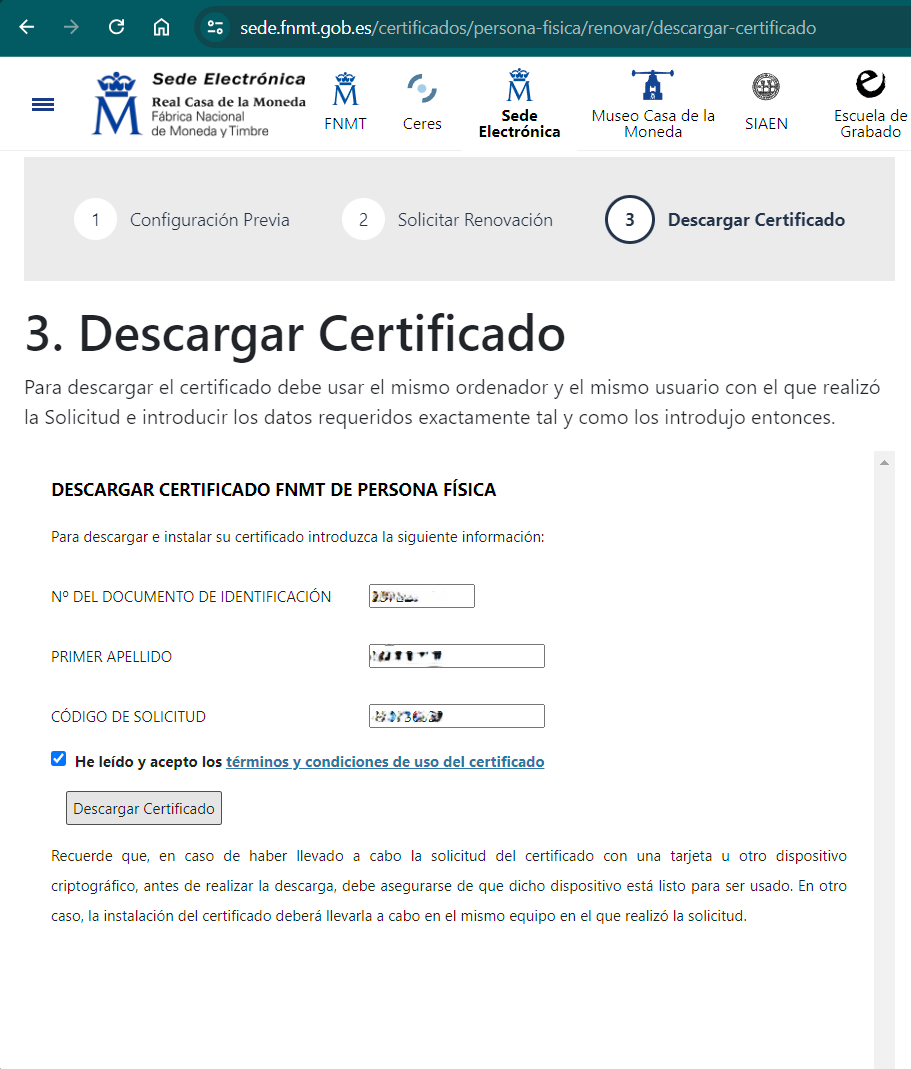 sede.fnmt.gob.es/certificados/persona-fisica/renovar/descargar-certificado
Sede Electrónica
Real Casa de la Moneda
Fábrica Nacional
de Moneda y Timbre
FNMT
Ceres
Sede
Electrónica
Museo Casa de la
Moneda
SIAEN
Escuela de
Grabado
1 Configuración Previa
2 Solicitar Renovación
3 Descargar Certificado
3. Descargar Certificado
Para descargar el certificado debe usar el mismo ordenador y el mismo usuario con el que realizó
la Solicitud e introducir los datos requeridos exactamente tal y como los introdujo entonces.
DESCARGAR CERTIFICADO FNMT DE PERSONA FÍSICA
Para descargar e instalar su certificado introduzca la siguiente información:
Nº DEL DOCUMENTO DE IDENTIFICACIÓN
PRIMER APELLIDO
CÓDIGO DE SOLICITUD
He leído y acepto los términos y condiciones de uso del certificado
Descargar Certificado
Recuerde que, en caso de haber llevado a cabo la solicitud del certificado con una tarjeta u otro dispositivo
criptográfico, antes de realizar la descarga, debe asegurarse de que dicho dispositivo está listo para ser usado. En otro
caso, la instalación del certificado deberá llevarla a cabo en el mismo equipo en el que realizó la solicitud.